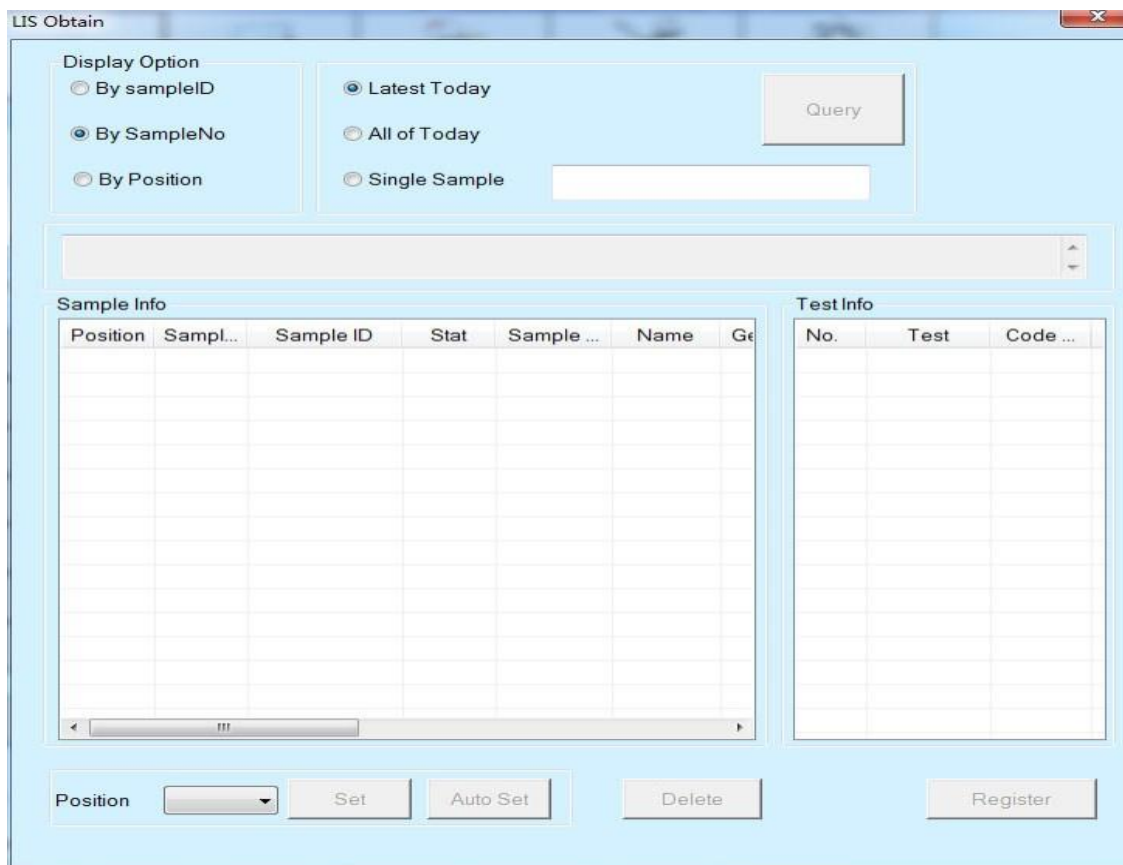 LIS Obtain
Display Option
By sampleID
Latest Today
Query
By SampleNo
All of Today
By Position
Single Sample
Sample Info
Test Info
Position Sampl... Sample ID Stat Sample ... Name Ge
No. Test Code ...
Position Set Auto Set Delete Register